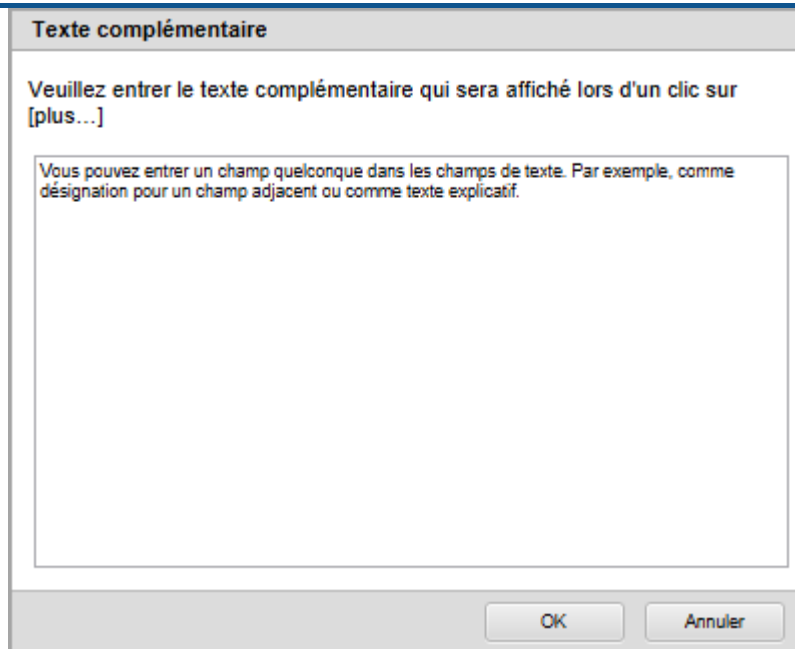 Texte complémentaire
Veuillez entrer le texte complémentaire qui sera affiché lors d'un clic sur
[plus...]
Vous pouvez entrer un champ quelconque dans les champs de texte. Par exemple, comme
désignation pour un champ adjacent ou comme texte explicatif.
OK
Annuler